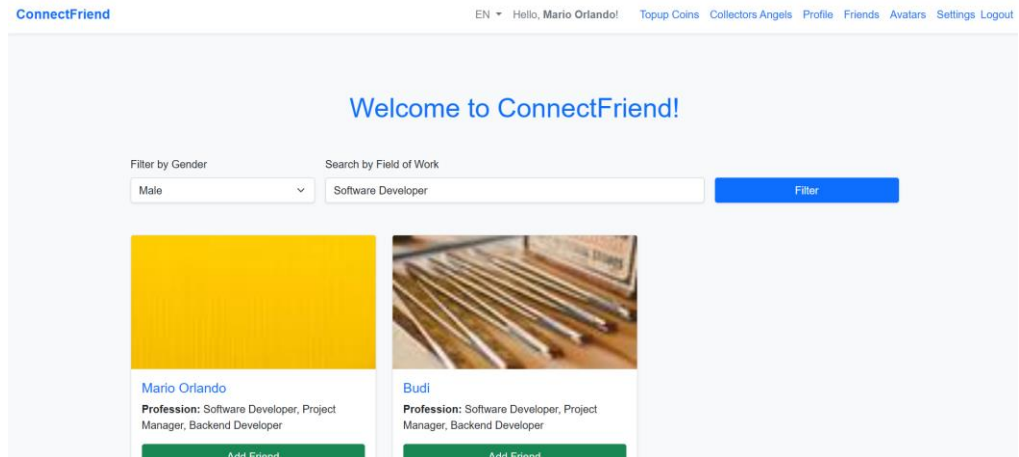 ConnectFriend EN Hello, Mario Orlando! Topup Coins Collectors Angels Profile Friends Avatars Settings Logout
Welcome to ConnectFriend!
Filter by Gender Search by Field of Work
Male Software Developer Filter
Mario Orlando
Profession: Software Developer, Project
Manager, Backend Developer
Add Friend
Budi
Profession: Software Developer, Project
Manager, Backend Developer
Add Friend